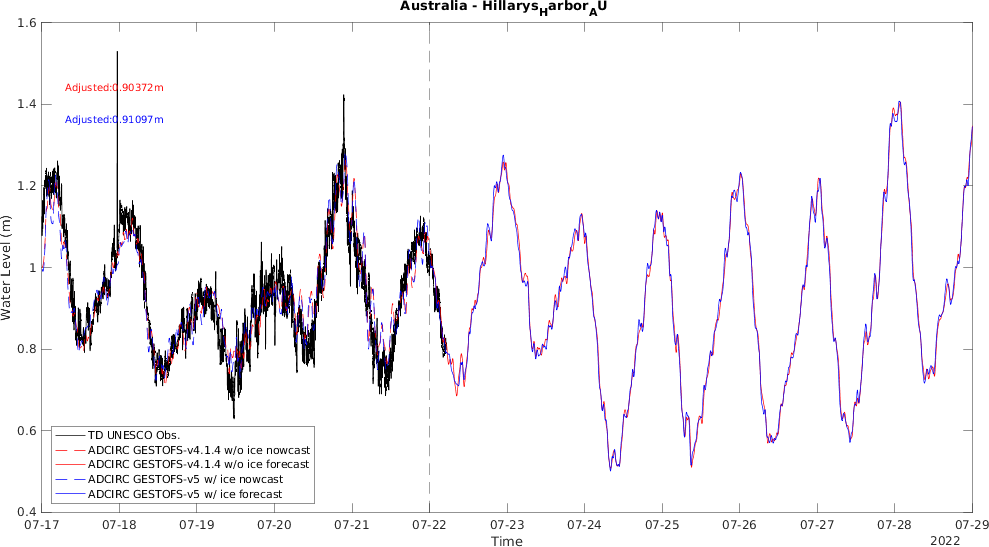 Australia - HillarysHarborAU
1.6
1.4
1.2
1
0.8
0.6
0.4
Water Level (m)
Adjusted:0.90372m
Adjusted:0.91097m
TD UNESCO Obs.
ADCIRC GESTOFS-v4.1.4 w/o ice nowcast
ADCIRC GESTOFS-v4.1.4 w/o ice forecast
ADCIRC GESTOFS-v5 w/ ice nowcast
ADCIRC GESTOFS-v5 w/ ice forecast
07-17 07-18 07-19 07-20 07-21 07-22 07-23 07-24 07-25 07-26 07-27 07-28 07-29
Time
2022